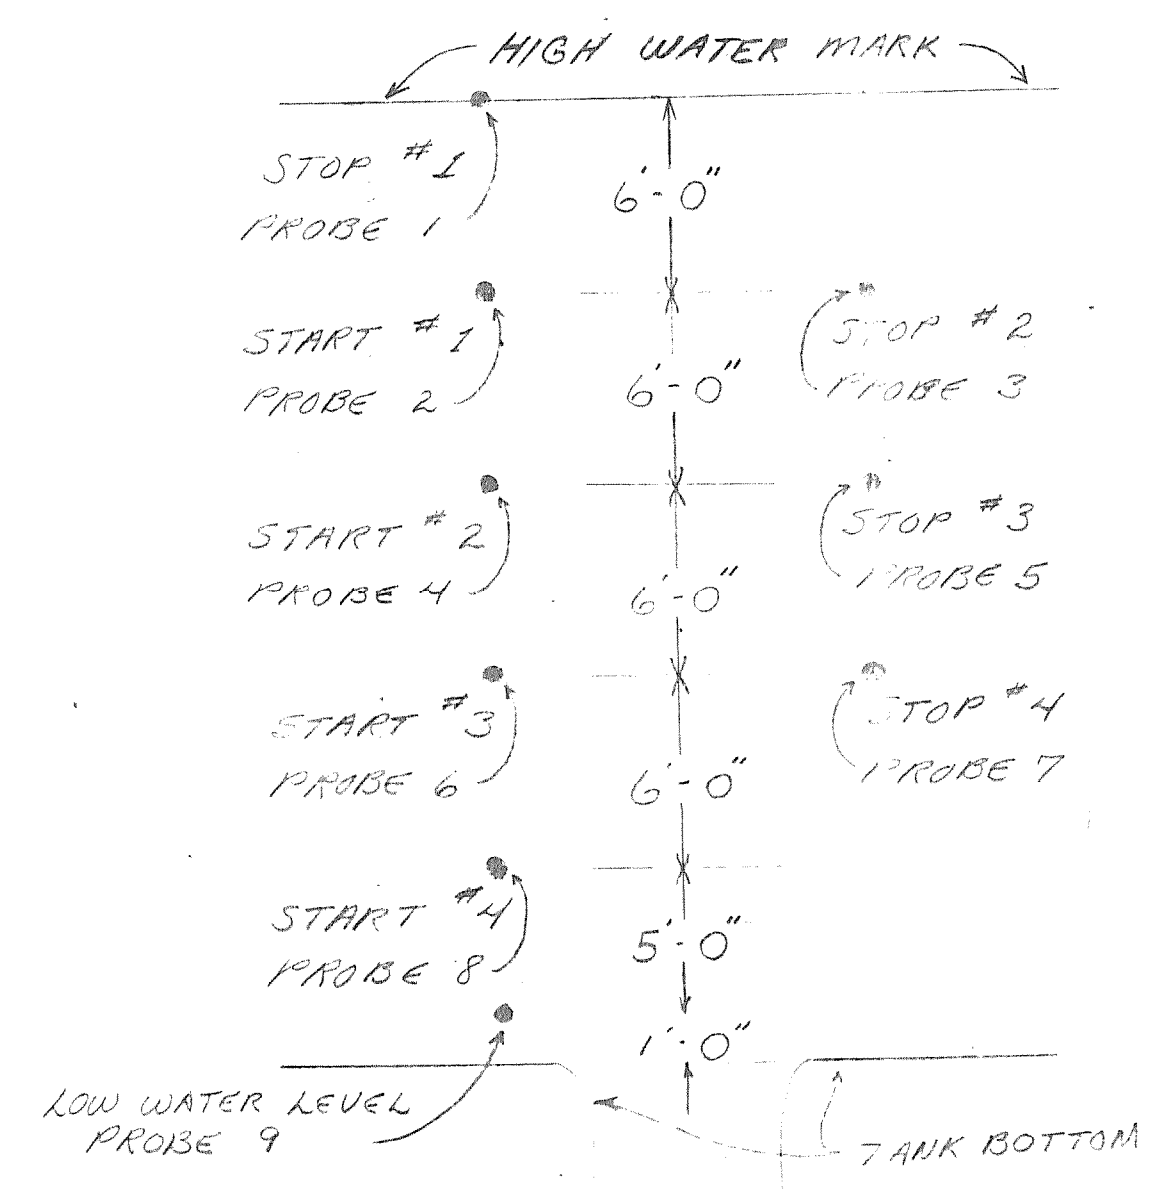 HIGH WATER MARK
STOP #1
PROBE 1
6'-0"
START #1
PROBE 2
STOP #2
PROBE 3
6'-0"
START #2
PROBE 4
STOP #3
PROBE 5
6'-0"
START #3
PROBE 6
STOP #4
PROBE 7
6'-0"
START #4
PROBE 8
5'-0"
1'-0"
LOW WATER LEVEL
PROBE 9
TANK BOTTOM